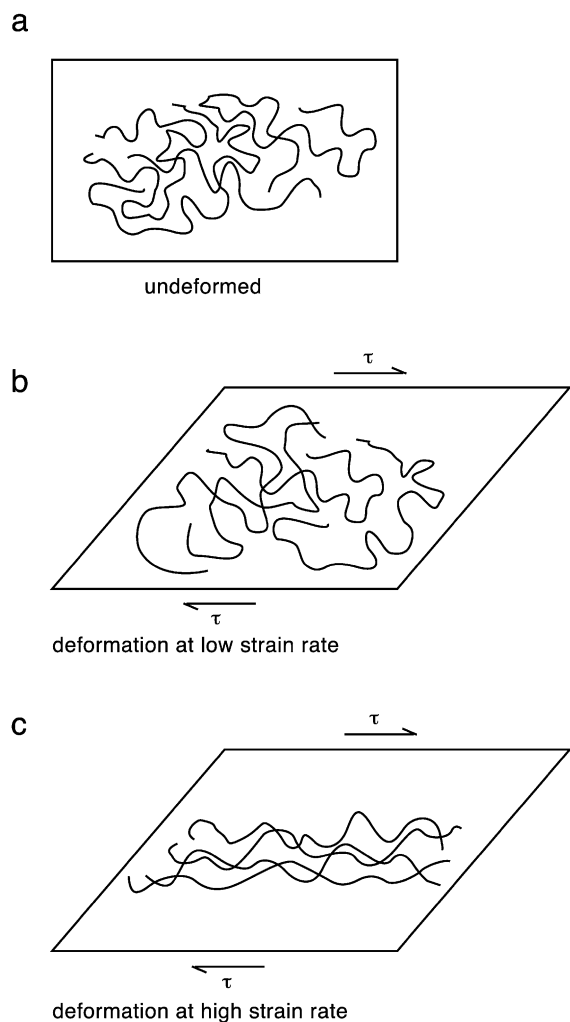 a
undeformed
b
τ
τ
deformation at low strain rate
c
τ
τ
deformation at high strain rate